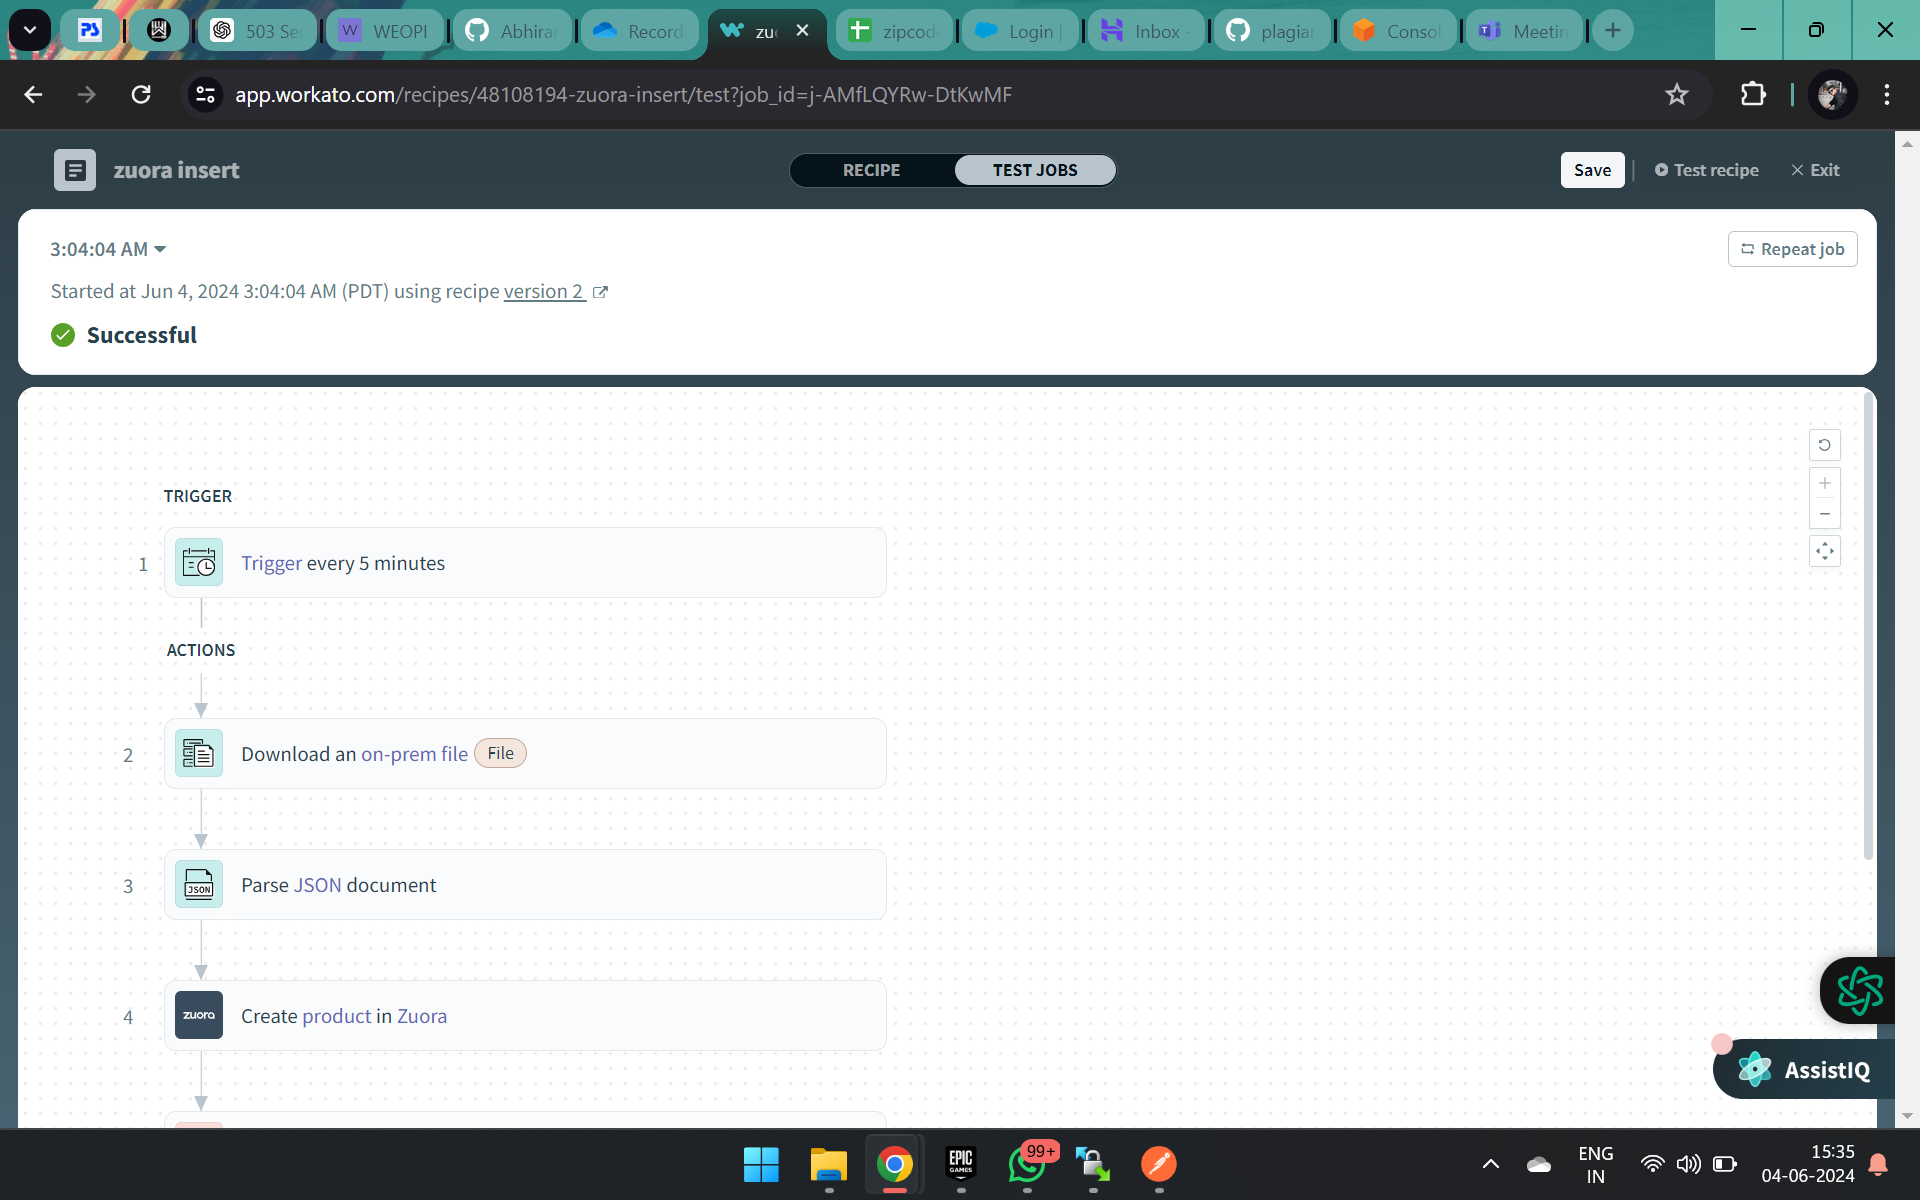 PS
503 Se
W WEOPI
Abhira
Record
zu
zipcod
Login
Inbox
plagiar
Consol
Meetin
app.workato.com/recipes/48108194-zuora-insert/test?job_id=j-AMfLQYRw-DtKwMF
zuora insert
RECIPE
TEST JOBS
Save
Test recipe
Exit
3:04:04 AM
Repeat job
Started at Jun 4, 2024 3:04:04 AM (PDT) using recipe version 2
Successful
TRIGGER
1
Trigger every 5 minutes
ACTIONS
2
Download an on-prem file File
3
JSON
Parse JSON document
4
zuora
Create product in Zuora
AssistIQ
EPIC
GAMES
99+
ENG
IN
15:35
04-06-2024